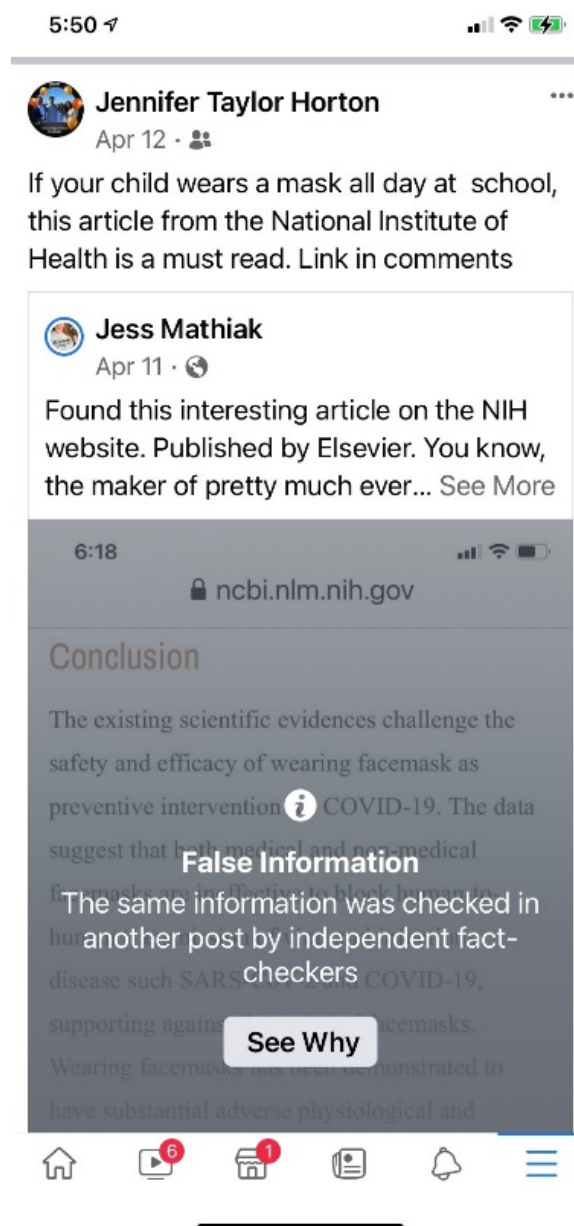 5:50
Jennifer Taylor Horton
Apr 12 ·
If your child wears a mask all day at school,
this article from the National Institute of
Health is a must read. Link in comments
Jess Mathiak
Apr 11 ·
Found this interesting article on the NIH
website. Published by Elsevier. You know,
the maker of pretty much ever... See More
6:18
ncbi.nlm.nih.gov
Conclusion
The existing scientific evidences challenge the
safety and efficacy of wearing facemask as
preventive intervention COVID-19. The data
suggest that both medical and non-medical
False Information
facemasks are ineffective to block human-to-
The same information was checked in
another post by independent fact-
checkers
disease such SARS-CoV-2 and COVID-19,
supporting against facemasks.
See Why
Wearing facemasks has been demonstrated to
have substantial adverse physiological and
6
1